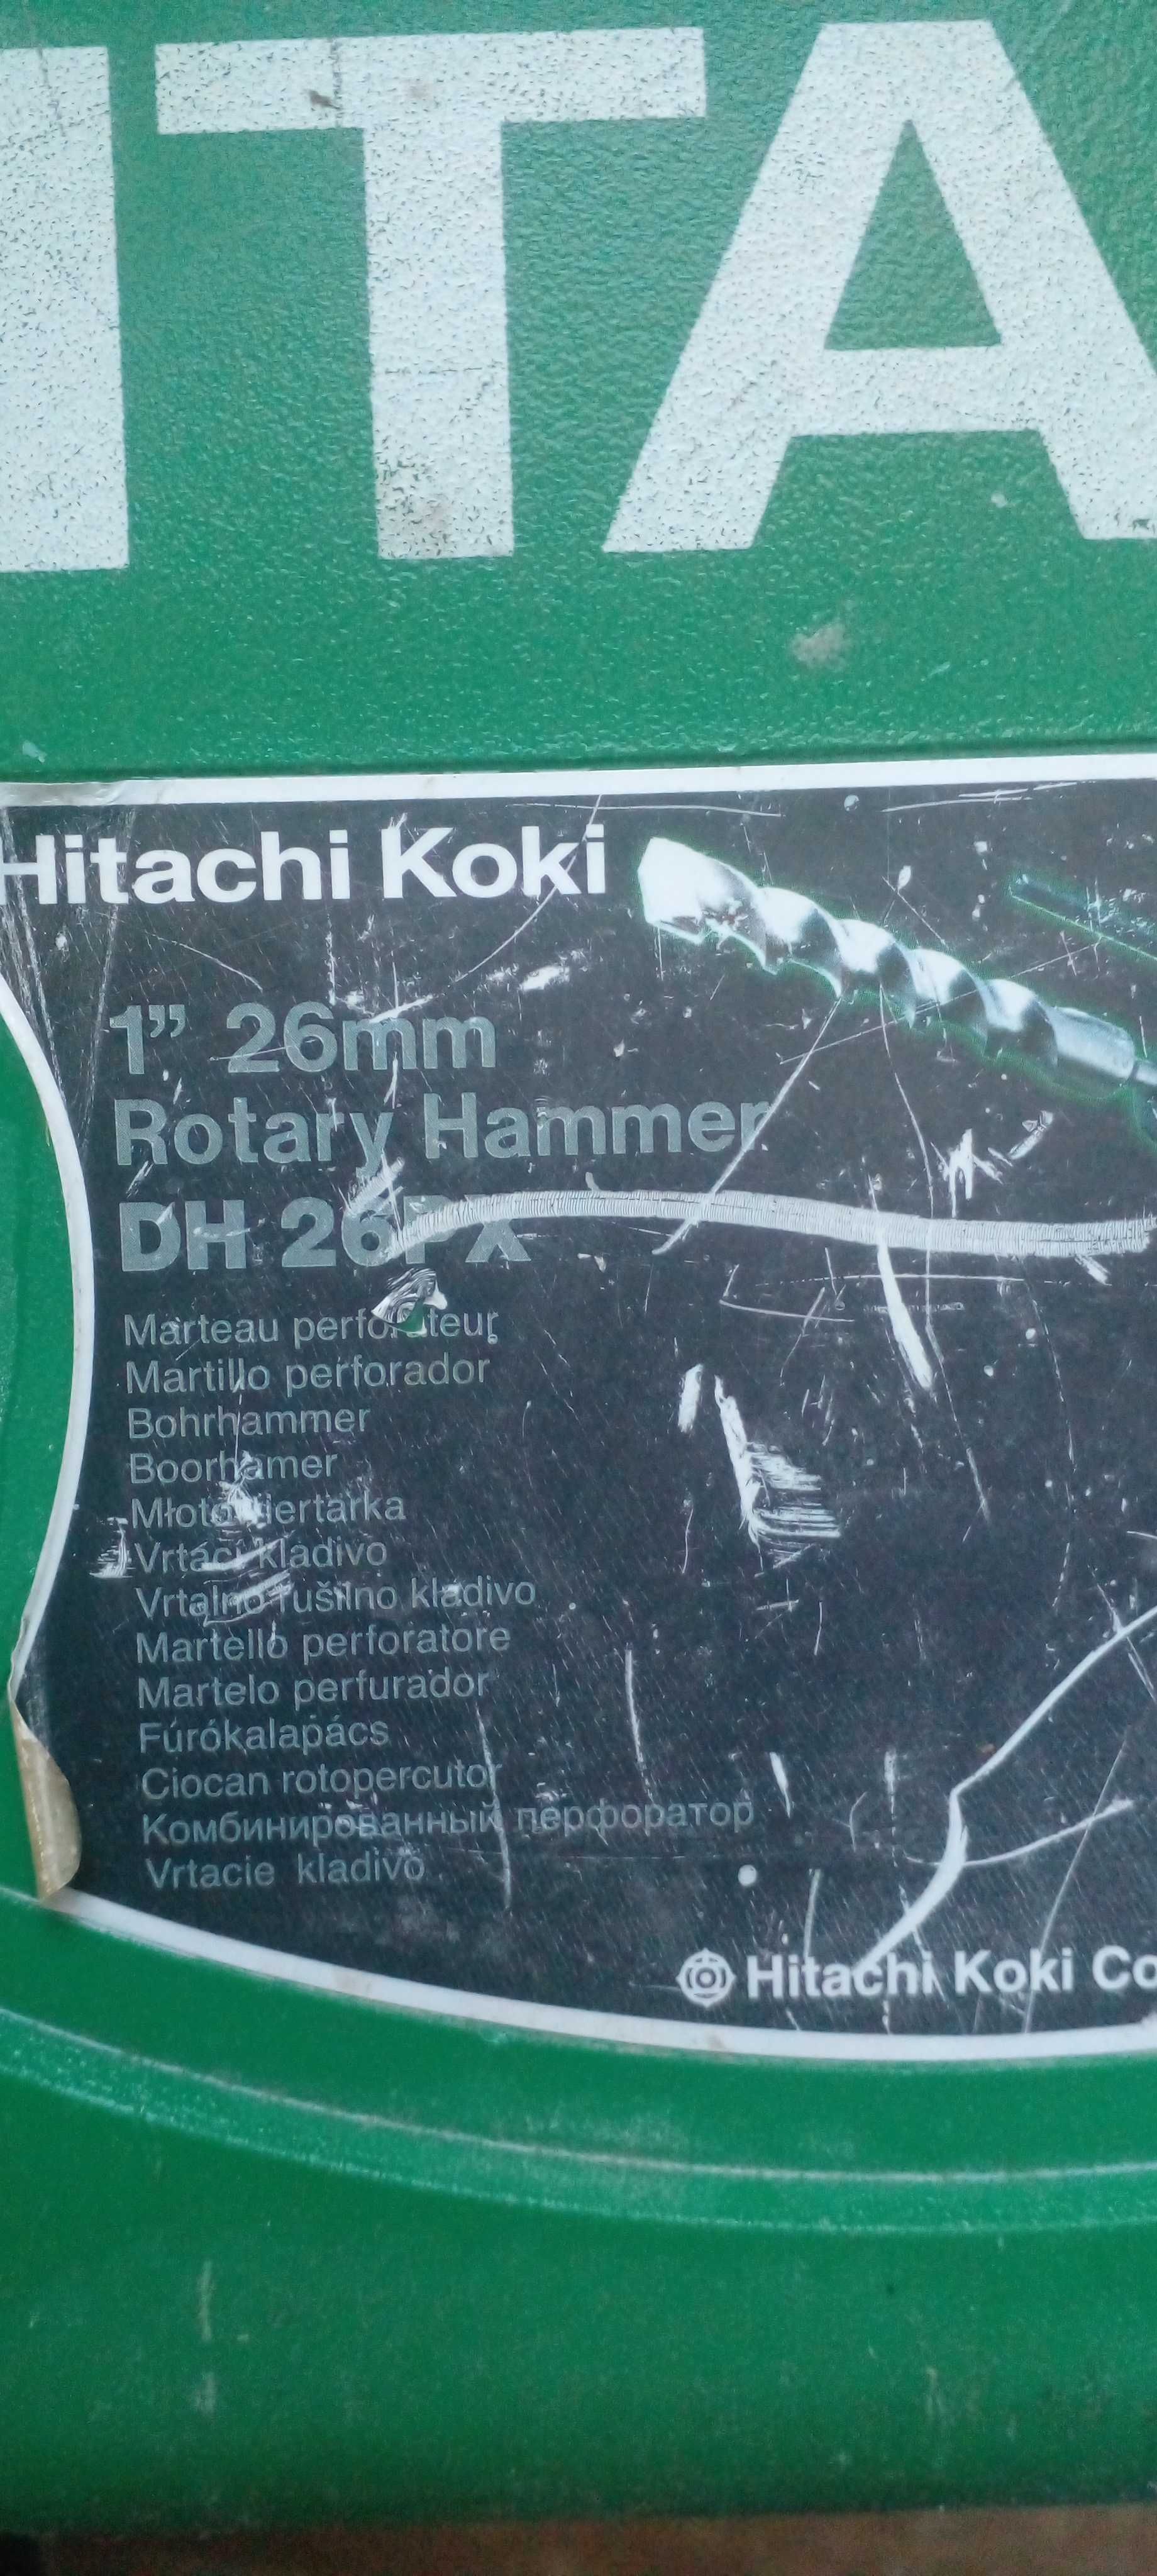 ITA
Hitachi Koki
1” 26mm
Rotary Hammer
DH 26PX
Marteau perforateur
Martillo perforador
Bohrhammer
Boorhamer
Młotowiertarka
Vrtací kladivo
Vrtalno rušilno kladivo
Martello perforatore
Martelo perfurador
Fúrókalapács
Ciocan rotopercutor
Комбинированный перфоратор
Vrtacie kladivo
Hitachi Koki Co